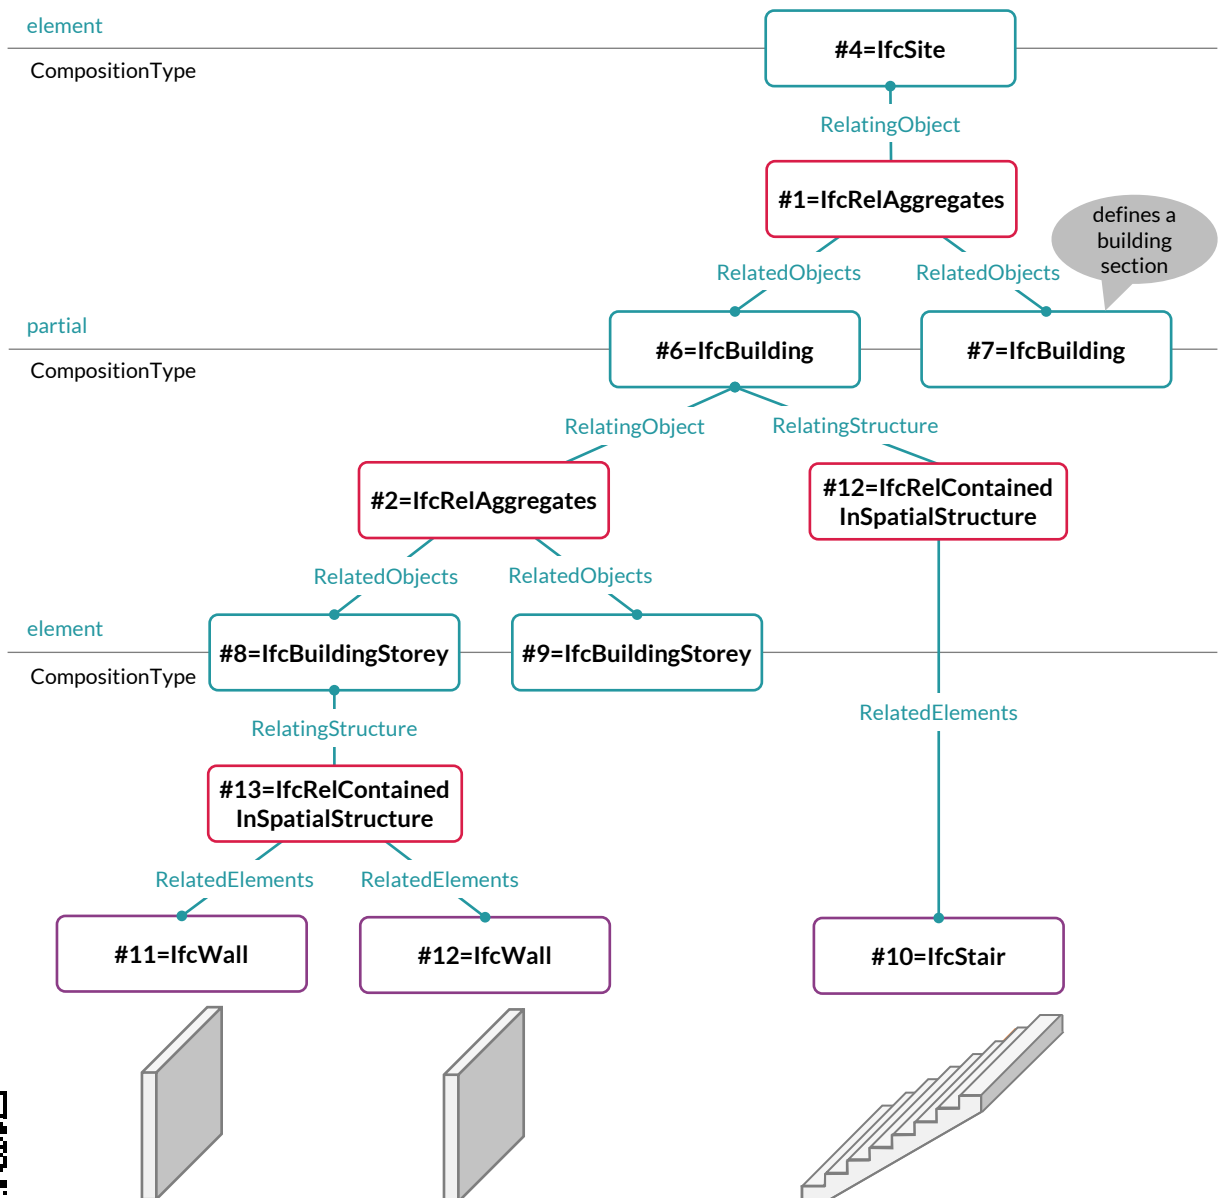 element
#4=IfcSite
CompositionType
RelatingObject
#1=IfcRelAggregates
defines a
building
section
RelatedObjects
RelatedObjects
partial
#6=IfcBuilding
#7=IfcBuilding
CompositionType
RelatingObject
RelatingStructure
#2=IfcRelAggregates
#12=IfcRelContained
InSpatialStructure
RelatedObjects
RelatedObjects
element
#8=IfcBuildingStorey
#9=IfcBuildingStorey
CompositionType
RelatedElements
RelatingStructure
#13=IfcRelContained
InSpatialStructure
RelatedElements
RelatedElements
#11=IfcWall
#12=IfcWall
#10=IfcStair